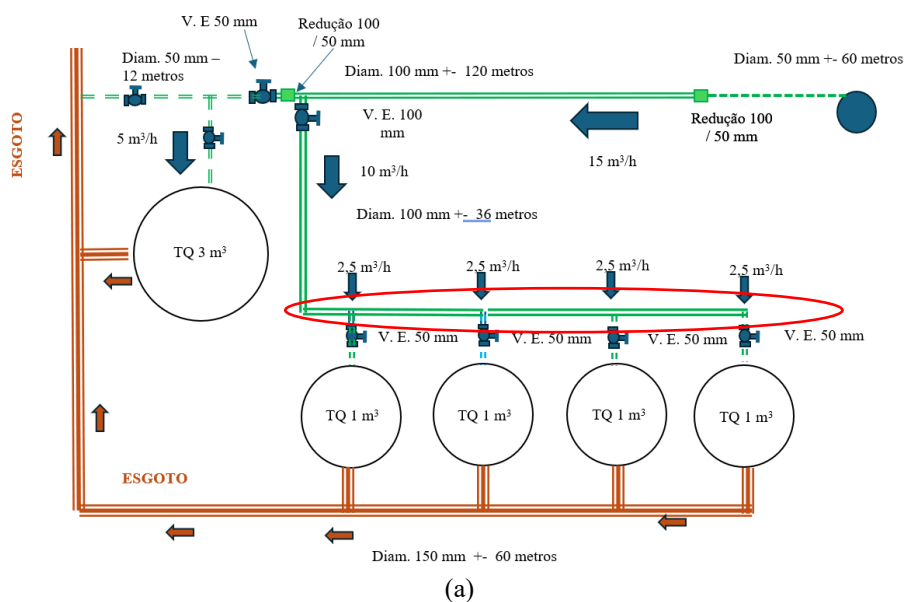 V. E 50 mm
Redução 100
/ 50 mm
Diam. 50 mm –
12 metros
Diam. 100 mm +- 120 metros
Diam. 50 mm +- 60 metros
V. E. 100
mm
Redução 100
/ 50 mm
ESGOTO
5 m³/h
10 m³/h
15 m³/h
Diam. 100 mm +- 36 metros
TQ 3 m³
2,5 m³/h
2,5 m³/h
2,5 m³/h
2,5 m³/h
V. E. 50 mm
V. E. 50 mm
V. E. 50 mm
V. E. 50 mm
TQ 1 m³
TQ 1 m³
TQ 1 m³
TQ 1 m³
ESGOTO
Diam. 150 mm +- 60 metros
(a)